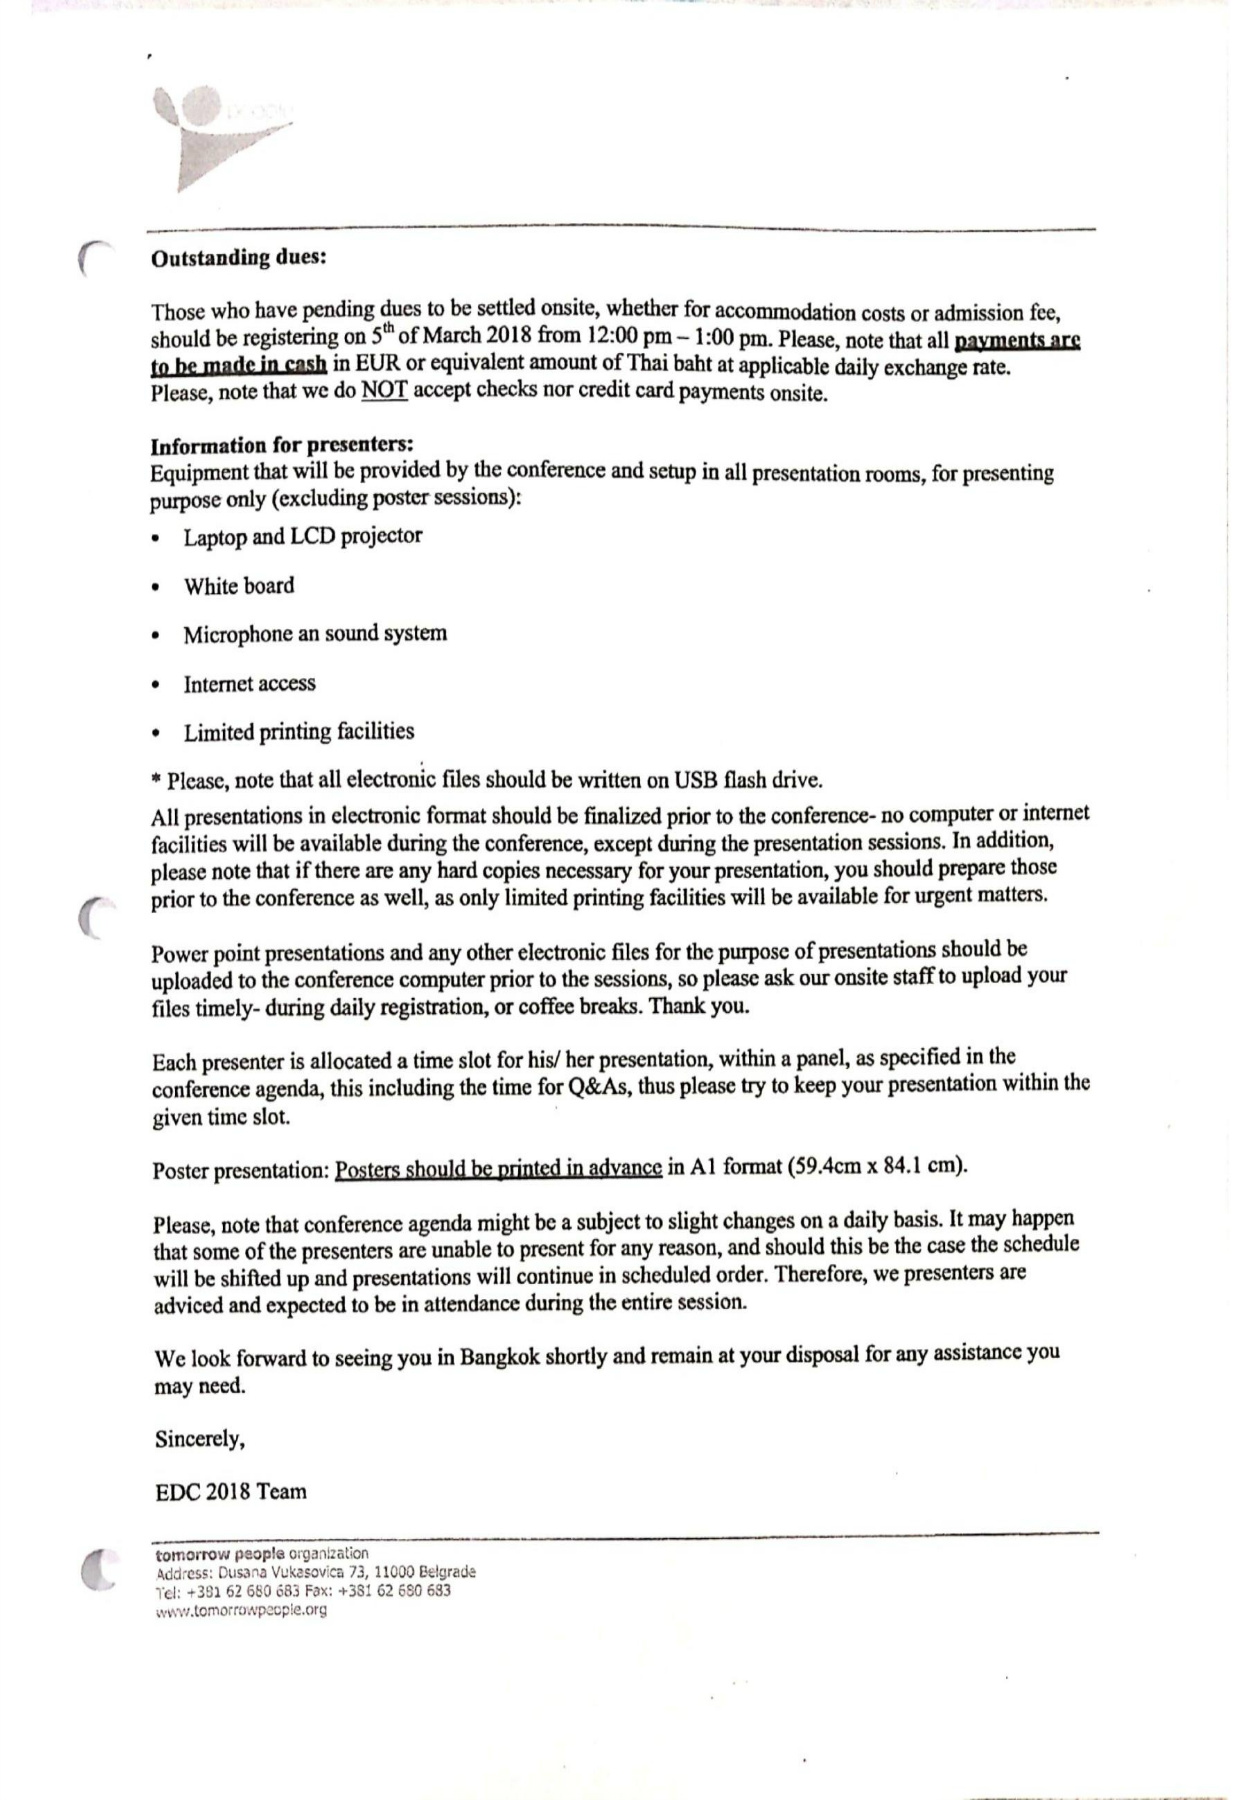 Outstanding dues:
Those who have pending dues to be settled onsite, whether for accommodation costs or admission fee,
should be registering on 5th of March 2018 from 12:00 pm – 1:00 pm. Please, note that all payments are
to be made in cash in EUR or equivalent amount of Thai baht at applicable daily exchange rate.
Please, note that we do NOT accept checks nor credit card payments onsite.
Information for presenters:
Equipment that will be provided by the conference and setup in all presentation rooms, for presenting
purpose only (excluding poster sessions):
• Laptop and LCD projector
• White board
• Microphone an sound system
• Internet access
• Limited printing facilities
* Please, note that all electronic files should be written on USB flash drive.
All presentations in electronic format should be finalized prior to the conference- no computer or internet
facilities will be available during the conference, except during the presentation sessions. In addition,
please note that if there are any hard copies necessary for your presentation, you should prepare those
prior to the conference as well, as only limited printing facilities will be available for urgent matters.
Power point presentations and any other electronic files for the purpose of presentations should be
uploaded to the conference computer prior to the sessions, so please ask our onsite staff to upload your
files timely- during daily registration, or coffee breaks. Thank you.
Each presenter is allocated a time slot for his/ her presentation, within a panel, as specified in the
conference agenda, this including the time for Q&As, thus please try to keep your presentation within the
given time slot.
Poster presentation: Posters should be printed in advance in A1 format (59.4cm x 84.1 cm).
Please, note that conference agenda might be a subject to slight changes on a daily basis. It may happen
that some of the presenters are unable to present for any reason, and should this be the case the schedule
will be shifted up and presentations will continue in scheduled order. Therefore, we presenters are
adviced and expected to be in attendance during the entire session.
We look forward to seeing you in Bangkok shortly and remain at your disposal for any assistance you
may need.
Sincerely,
EDC 2018 Team
tomorrow people organization
Address: Dusana Vukasovica 73, 11000 Belgrade
Tel: +381 62 680 683 Fax: +381 62 680 683
www.tomorrowpeople.org